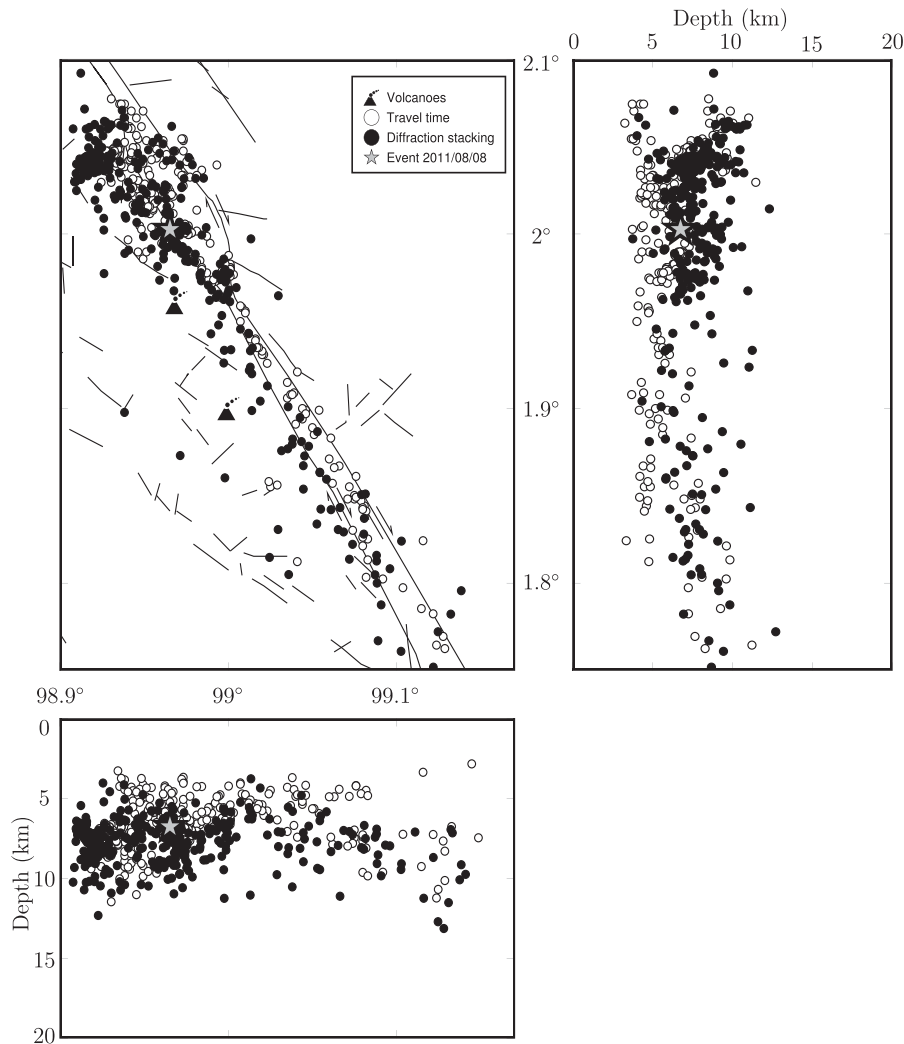 Depth (km)
0 5 10 15 20
2.1°
Volcanoes
Travel time
Diffraction stacking
Event 2011/08/08
2°
1.9°
1.8°
98.9° 99° 99.1°
0
5
10
15
20
Depth (km)